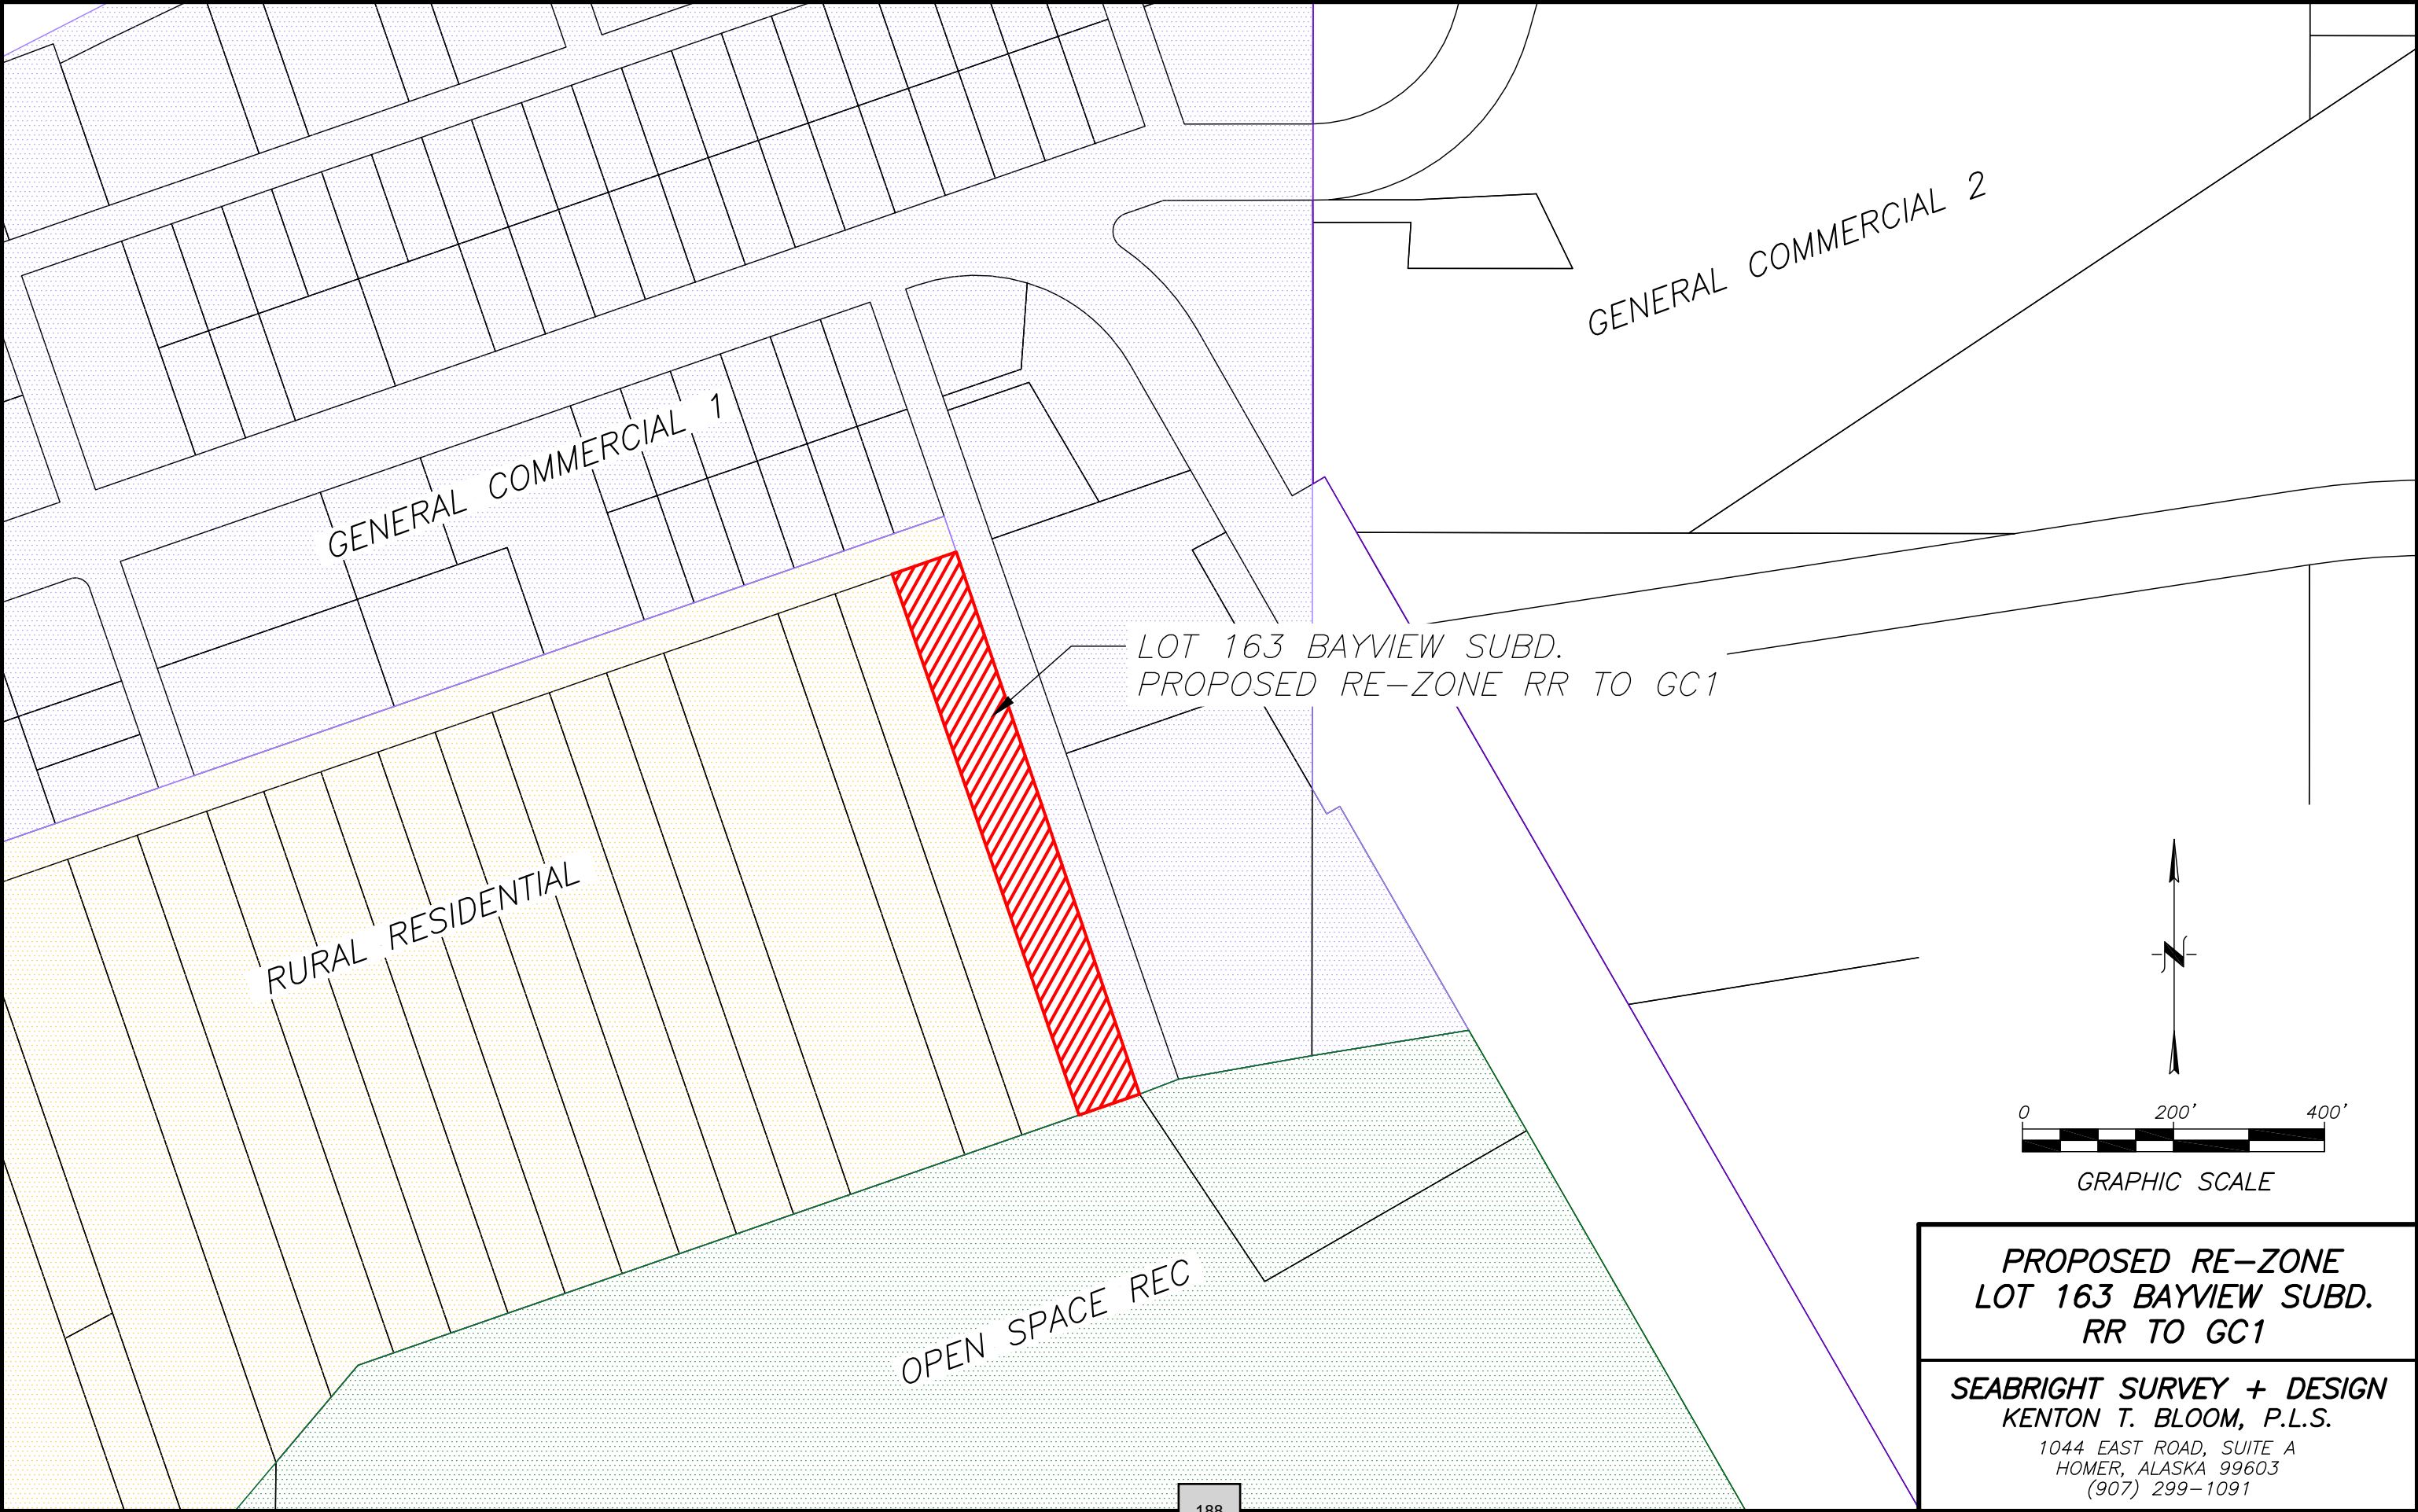 GENERAL COMMERCIAL 2
GENERAL COMMERCIAL 1
LOT 163 BAYVIEW SUBD.
PROPOSED RE-ZONE RR TO GC1
RURAL RESIDENTIAL
N
0 200' 400'
GRAPHIC SCALE
OPEN SPACE REC
PROPOSED RE-ZONE
LOT 163 BAYVIEW SUBD.
RR TO GC1
SEABRIGHT SURVEY + DESIGN
KENTON T. BLOOM, P.L.S.
1044 EAST ROAD, SUITE A
HOMER, ALASKA 99603
(907) 299-1091
188